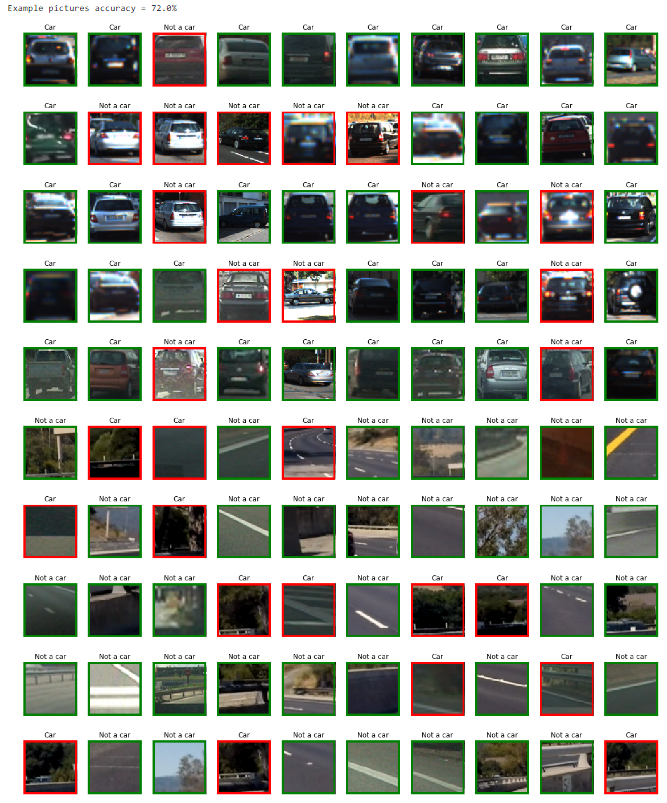 Example pictures accuracy = 72.0%
Car Car Not a car Car Car Car Car Car Car Car
Car Not a car Not a car Not a car Not a car Not a car Car Car Car Car
Car Car Not a car Car Car Car Not a car Car Not a car Car
Car Car Car Not a car Not a car Car Car Car Not a car Car
Car Car Not a car Car Car Car Car Car Not a car Car
Not a car Car Car Not a car Car Not a car Not a car Not a car Not a car Not a car
Car Not a car Car Not a car Not a car Not a car Not a car Not a car Not a car Not a car
Not a car Not a car Not a car Car Car Not a car Car Car Not a car Not a car
Not a car Not a car Not a car Not a car Not a car Not a car Car Not a car Car Not a car
Car Not a car Not a car Car Not a car Not a car Not a car Not a car Not a car Car